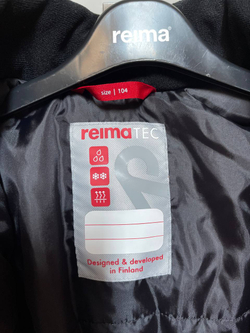 reima
size | 104
reimaTEC
Designed & developed
in Finland